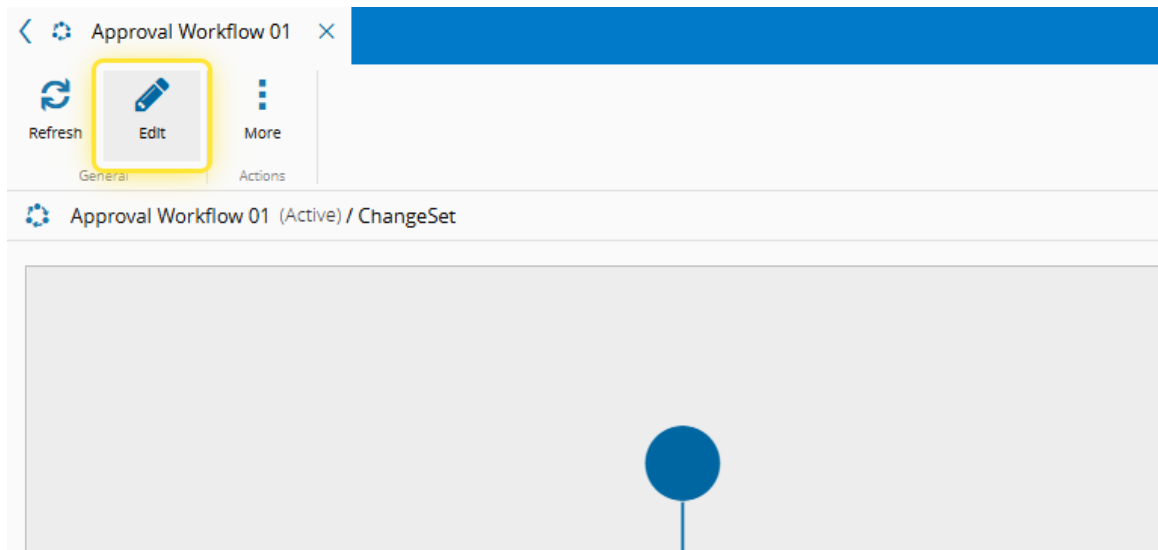 Approval Workflow 01
Refresh Edit More
General Actions
Approval Workflow 01 (Active) / ChangeSet